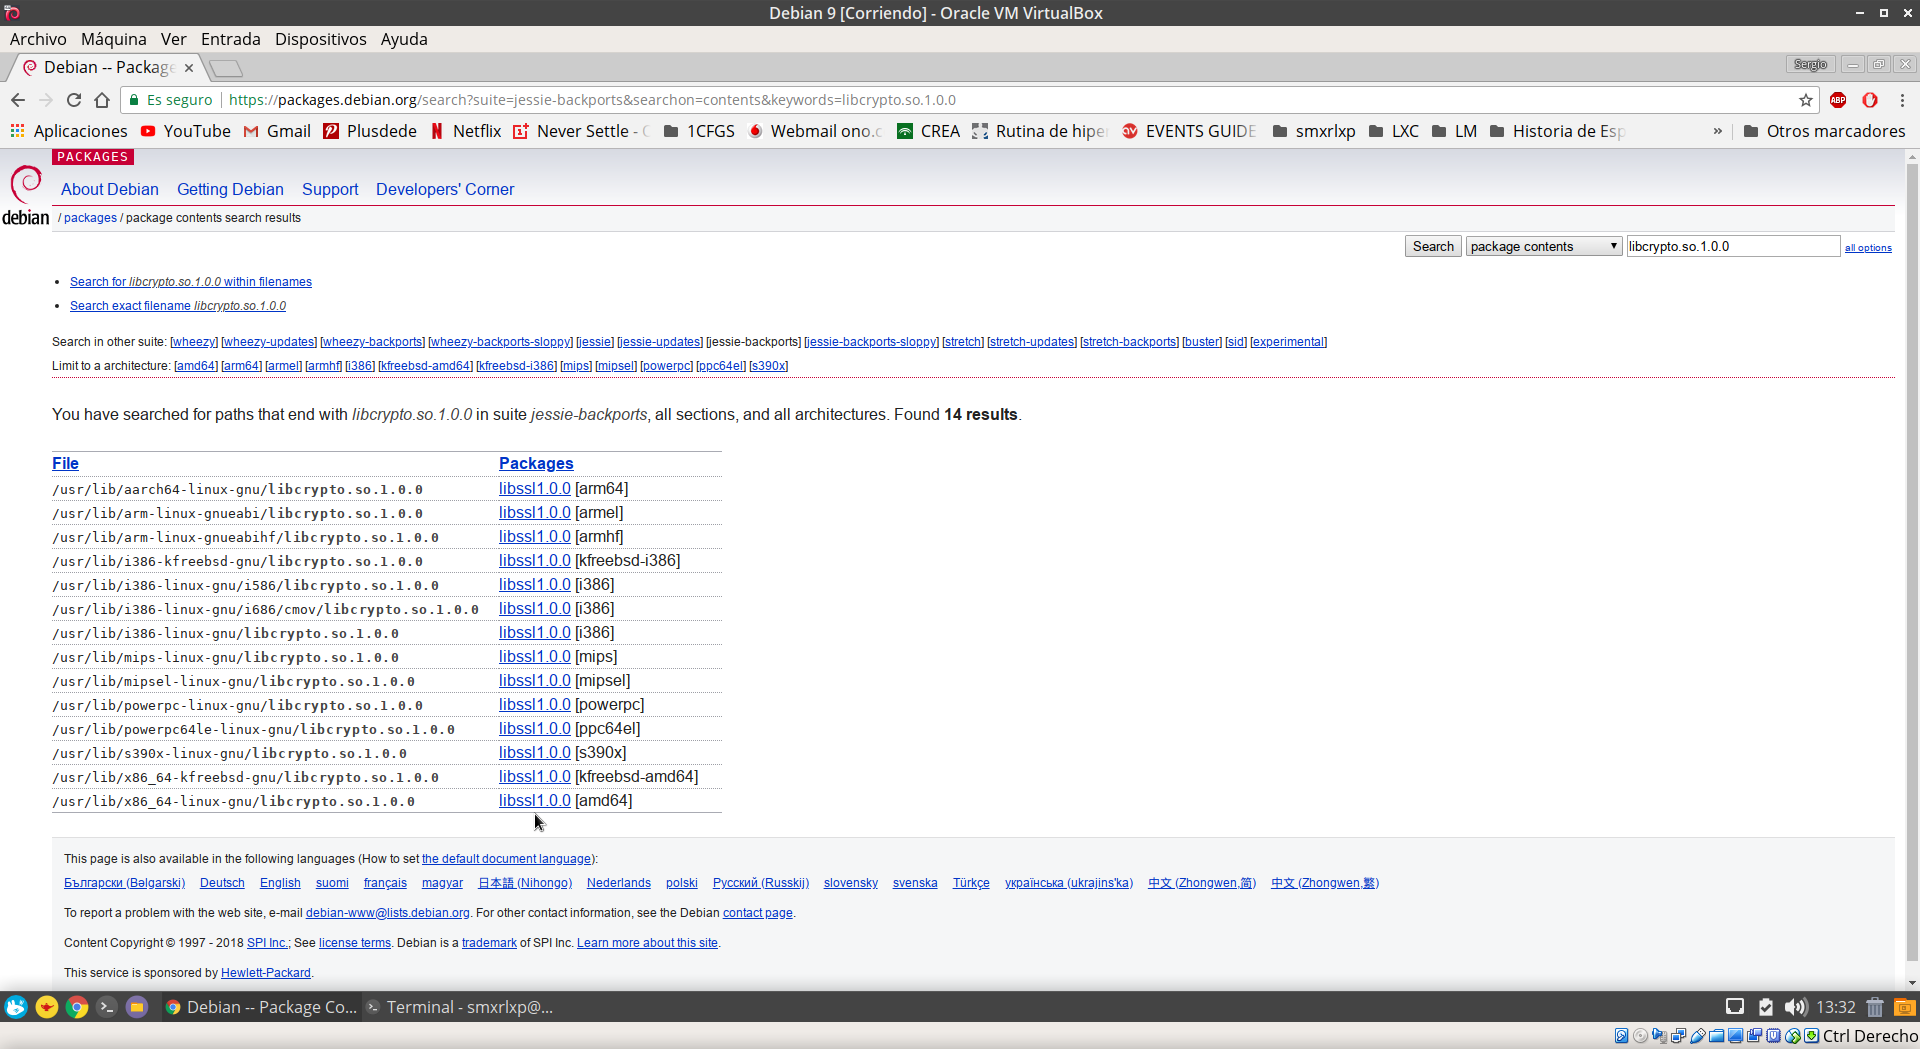 Debian 9 [Corriendo] - Oracle VM VirtualBox
Archivo Máquina Ver Entrada Dispositivos Ayuda
Debian -- Package
Sergio
Es seguro https://packages.debian.org/search?suite=jessie-backports&searchon=contents&keywords=libcrypto.so.1.0.0
ABP
Aplicaciones YouTube Gmail Plusdede Netflix Never Settle - 1CFGS Webmail ono.c CREA Rutina de hiper EVENTS GUIDE smxrlxp LXC LM Historia de Esp » Otros marcadores
PACKAGES
debian
About Debian Getting Debian Support Developers' Corner
/ packages / package contents search results
Search package contents libcrypto.so.1.0.0 all options
Search for libcrypto.so.1.0.0 within filenames
Search exact filename libcrypto.so.1.0.0
Search in other suite: [wheezy] [wheezy-updates] [wheezy-backports] [wheezy-backports-sloppy] [jessie] [jessie-updates] [jessie-backports] [jessie-backports-sloppy] [stretch] [stretch-updates] [stretch-backports] [buster] [sid] [experimental]
Limit to a architecture: [amd64] [arm64] [armel] [armhf] [i386] [kfreebsd-amd64] [kfreebsd-i386] [mips] [mipsel] [powerpc] [ppc64el] [s390x]
You have searched for paths that end with libcrypto.so.1.0.0 in suite jessie-backports, all sections, and all architectures. Found 14 results.
File Packages
/usr/lib/aarch64-linux-gnu/libcrypto.so.1.0.0 libssl1.0.0 [arm64]
/usr/lib/arm-linux-gnueabi/libcrypto.so.1.0.0 libssl1.0.0 [armel]
/usr/lib/arm-linux-gnueabihf/libcrypto.so.1.0.0 libssl1.0.0 [armhf]
/usr/lib/i386-kfreebsd-gnu/libcrypto.so.1.0.0 libssl1.0.0 [kfreebsd-i386]
/usr/lib/i386-linux-gnu/i586/libcrypto.so.1.0.0 libssl1.0.0 [i386]
/usr/lib/i386-linux-gnu/i686/cmov/libcrypto.so.1.0.0 libssl1.0.0 [i386]
/usr/lib/i386-linux-gnu/libcrypto.so.1.0.0 libssl1.0.0 [i386]
/usr/lib/mips-linux-gnu/libcrypto.so.1.0.0 libssl1.0.0 [mips]
/usr/lib/mipsel-linux-gnu/libcrypto.so.1.0.0 libssl1.0.0 [mipsel]
/usr/lib/powerpc-linux-gnu/libcrypto.so.1.0.0 libssl1.0.0 [powerpc]
/usr/lib/powerpc64le-linux-gnu/libcrypto.so.1.0.0 libssl1.0.0 [ppc64el]
/usr/lib/s390x-linux-gnu/libcrypto.so.1.0.0 libssl1.0.0 [s390x]
/usr/lib/x86_64-kfreebsd-gnu/libcrypto.so.1.0.0 libssl1.0.0 [kfreebsd-amd64]
/usr/lib/x86_64-linux-gnu/libcrypto.so.1.0.0 libssl1.0.0 [amd64]
This page is also available in the following languages (How to set the default document language):
Български (Bəlgarski) Deutsch English suomi français magyar 日本語 (Nihongo) Nederlands polski Русский (Russkij) slovensky svenska Türkçe українська (ukrajins'ka) 中文 (Zhongwen,简) 中文 (Zhongwen,繁)
To report a problem with the web site, e-mail debian-www@lists.debian.org. For other contact information, see the Debian contact page.
Content Copyright © 1997 - 2018 SPI Inc.; See license terms. Debian is a trademark of SPI Inc. Learn more about this site.
This service is sponsored by Hewlett-Packard.
Debian -- Package Co... Terminal - smxrlxp@... 13:32
Ctrl Derecho